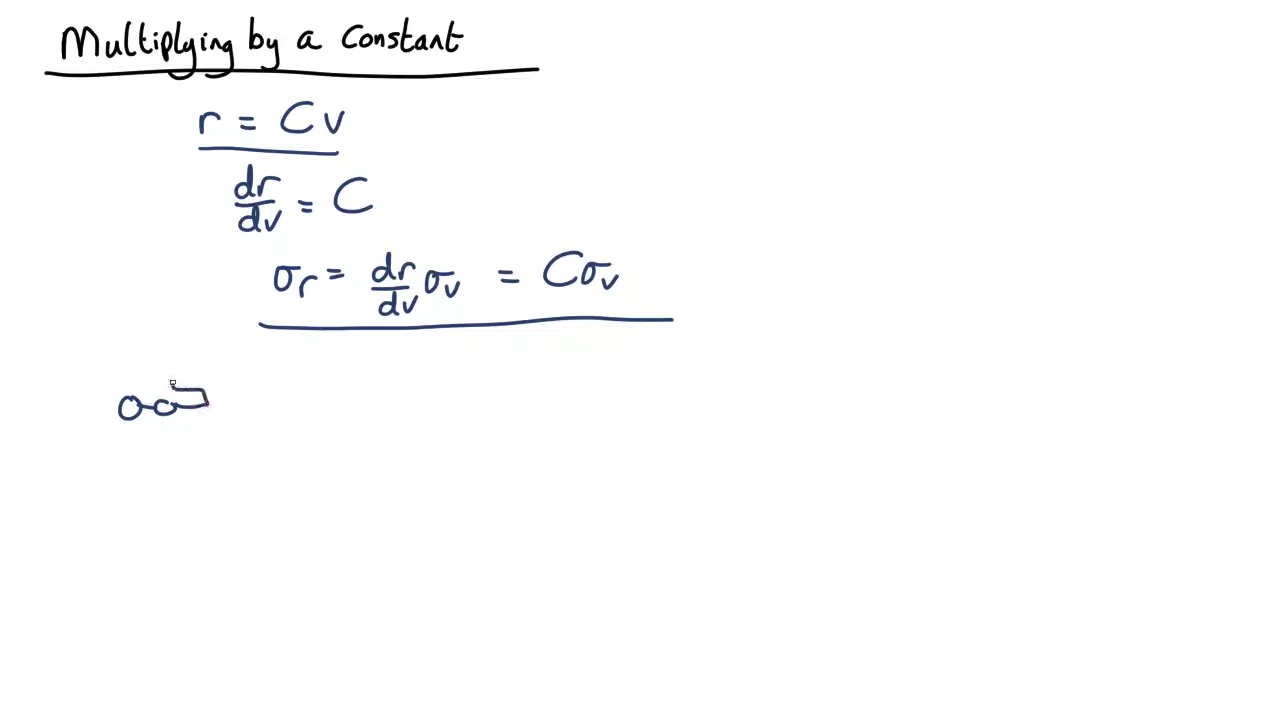 Multiplying by a Constant
r = Cv
dr/dv = C
σr = dr/dv σv = Cσv